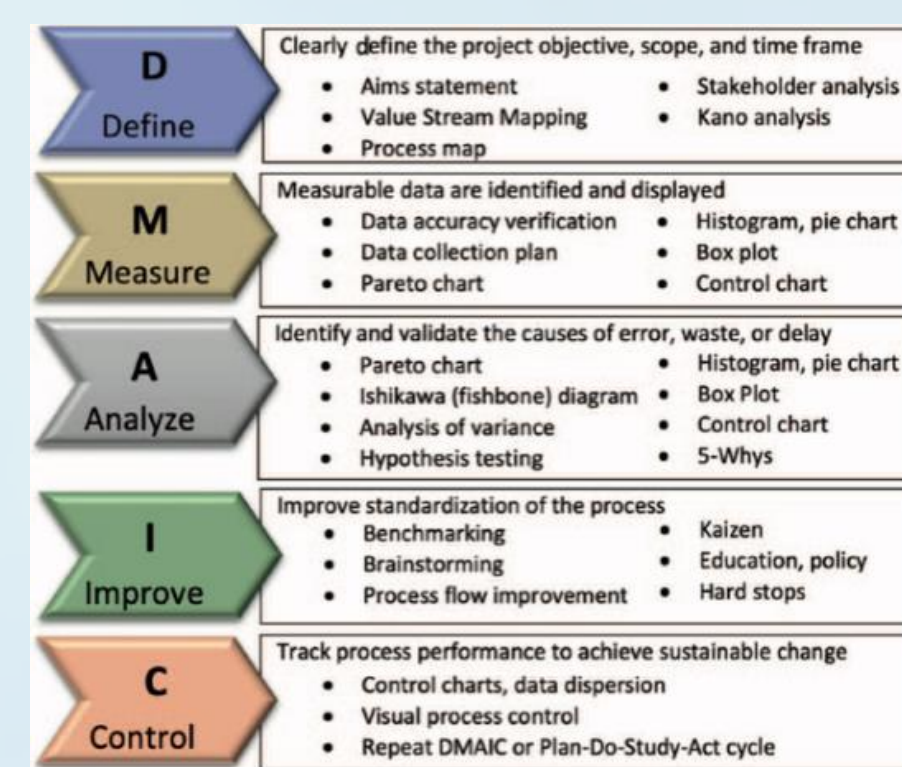 D
Define
Clearly define the project objective, scope, and time frame
• Aims statement
• Value Stream Mapping
• Process map
• Stakeholder analysis
• Kano analysis
M
Measure
Measurable data are identified and displayed
• Data accuracy verification
• Data collection plan
• Pareto chart
• Histogram, pie chart
• Box plot
• Control chart
A
Analyze
Identify and validate the causes of error, waste, or delay
• Pareto chart
• Ishikawa (fishbone) diagram
• Analysis of variance
• Hypothesis testing
• Histogram, pie chart
• Box Plot
• Control chart
• 5-Whys
I
Improve
Improve standardization of the process
• Benchmarking
• Brainstorming
• Process flow improvement
• Kaizen
• Education, policy
• Hard stops
C
Control
Track process performance to achieve sustainable change
• Control charts, data dispersion
• Visual process control
• Repeat DMAIC or Plan-Do-Study-Act cycle